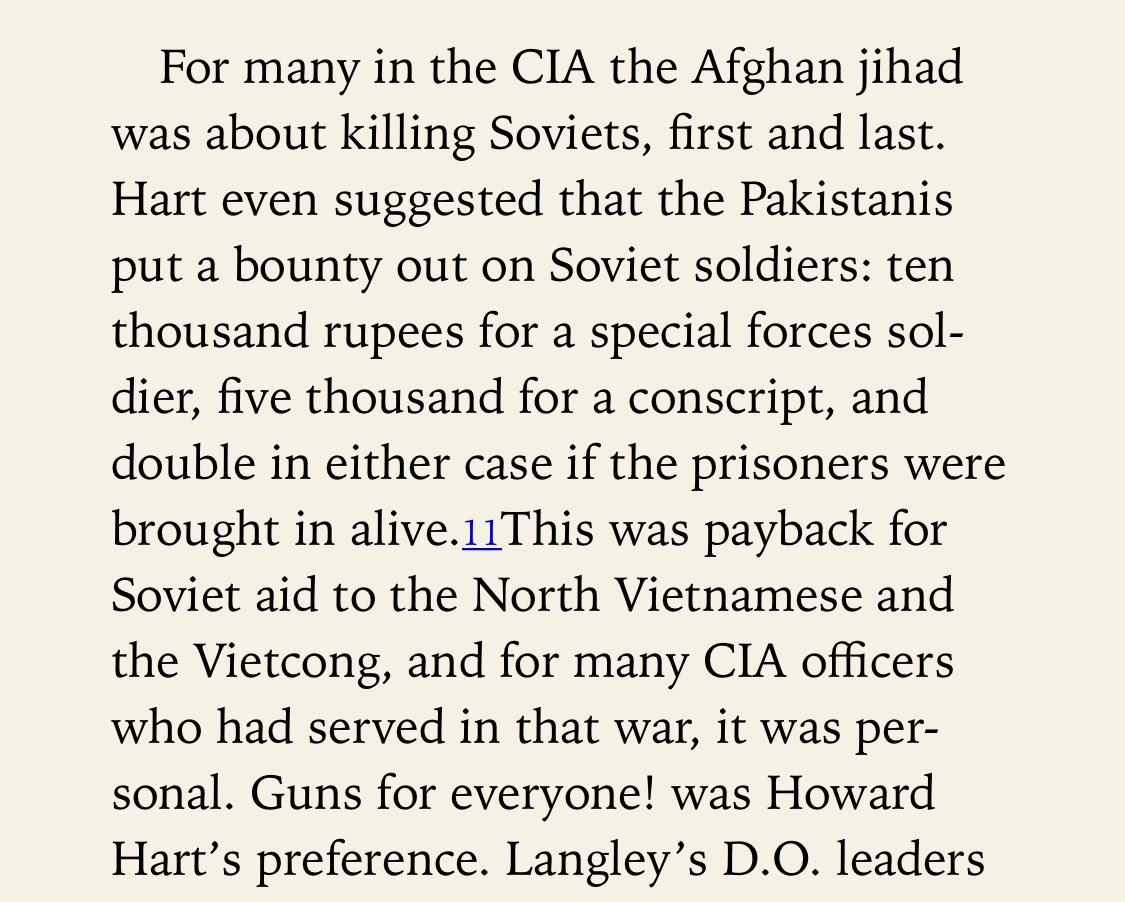 For many in the CIA the Afghan jihad
was about killing Soviets, first and last.
Hart even suggested that the Pakistanis
put a bounty out on Soviet soldiers: ten
thousand rupees for a special forces sol-
dier, five thousand for a conscript, and
double in either case if the prisoners were
brought in alive.11This was payback for
Soviet aid to the North Vietnamese and
the Vietcong, and for many CIA officers
who had served in that war, it was per-
sonal. Guns for everyone! was Howard
Hart’s preference. Langley’s D.O. leaders